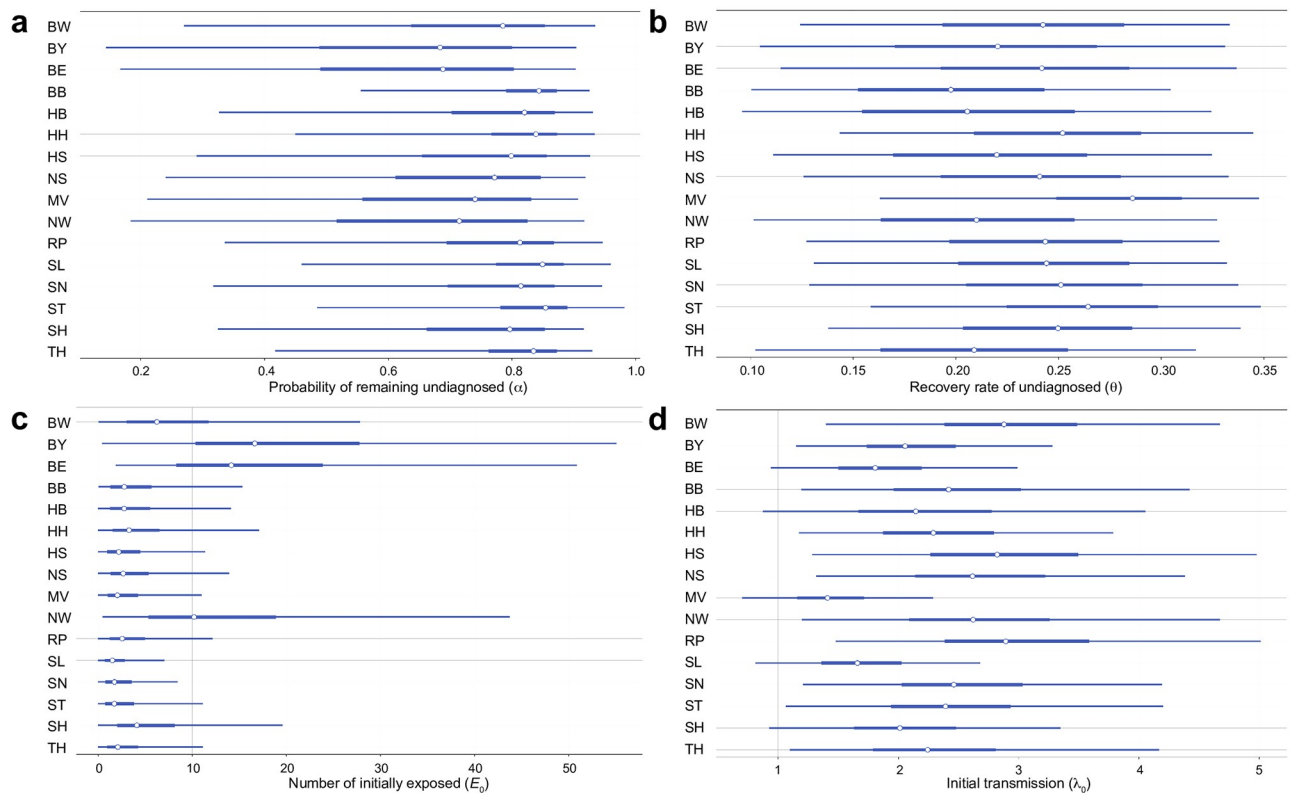 a
BW
BY
BE
BB
HB
HH
HS
NS
MV
NW
RP
SL
SN
ST
SH
TH
0.2 0.4 0.6 0.8 1.0
Probability of remaining undiagnosed (α)
b
BW
BY
BE
BB
HB
HH
HS
NS
MV
NW
RP
SL
SN
ST
SH
TH
0.10 0.15 0.20 0.25 0.30 0.35
Recovery rate of undiagnosed (θ)
c
BW
BY
BE
BB
HB
HH
HS
NS
MV
NW
RP
SL
SN
ST
SH
TH
0 10 20 30 40 50
Number of initially exposed (E₀)
d
BW
BY
BE
BB
HB
HH
HS
NS
MV
NW
RP
SL
SN
ST
SH
TH
1 2 3 4 5
Initial transmission (λ₀)